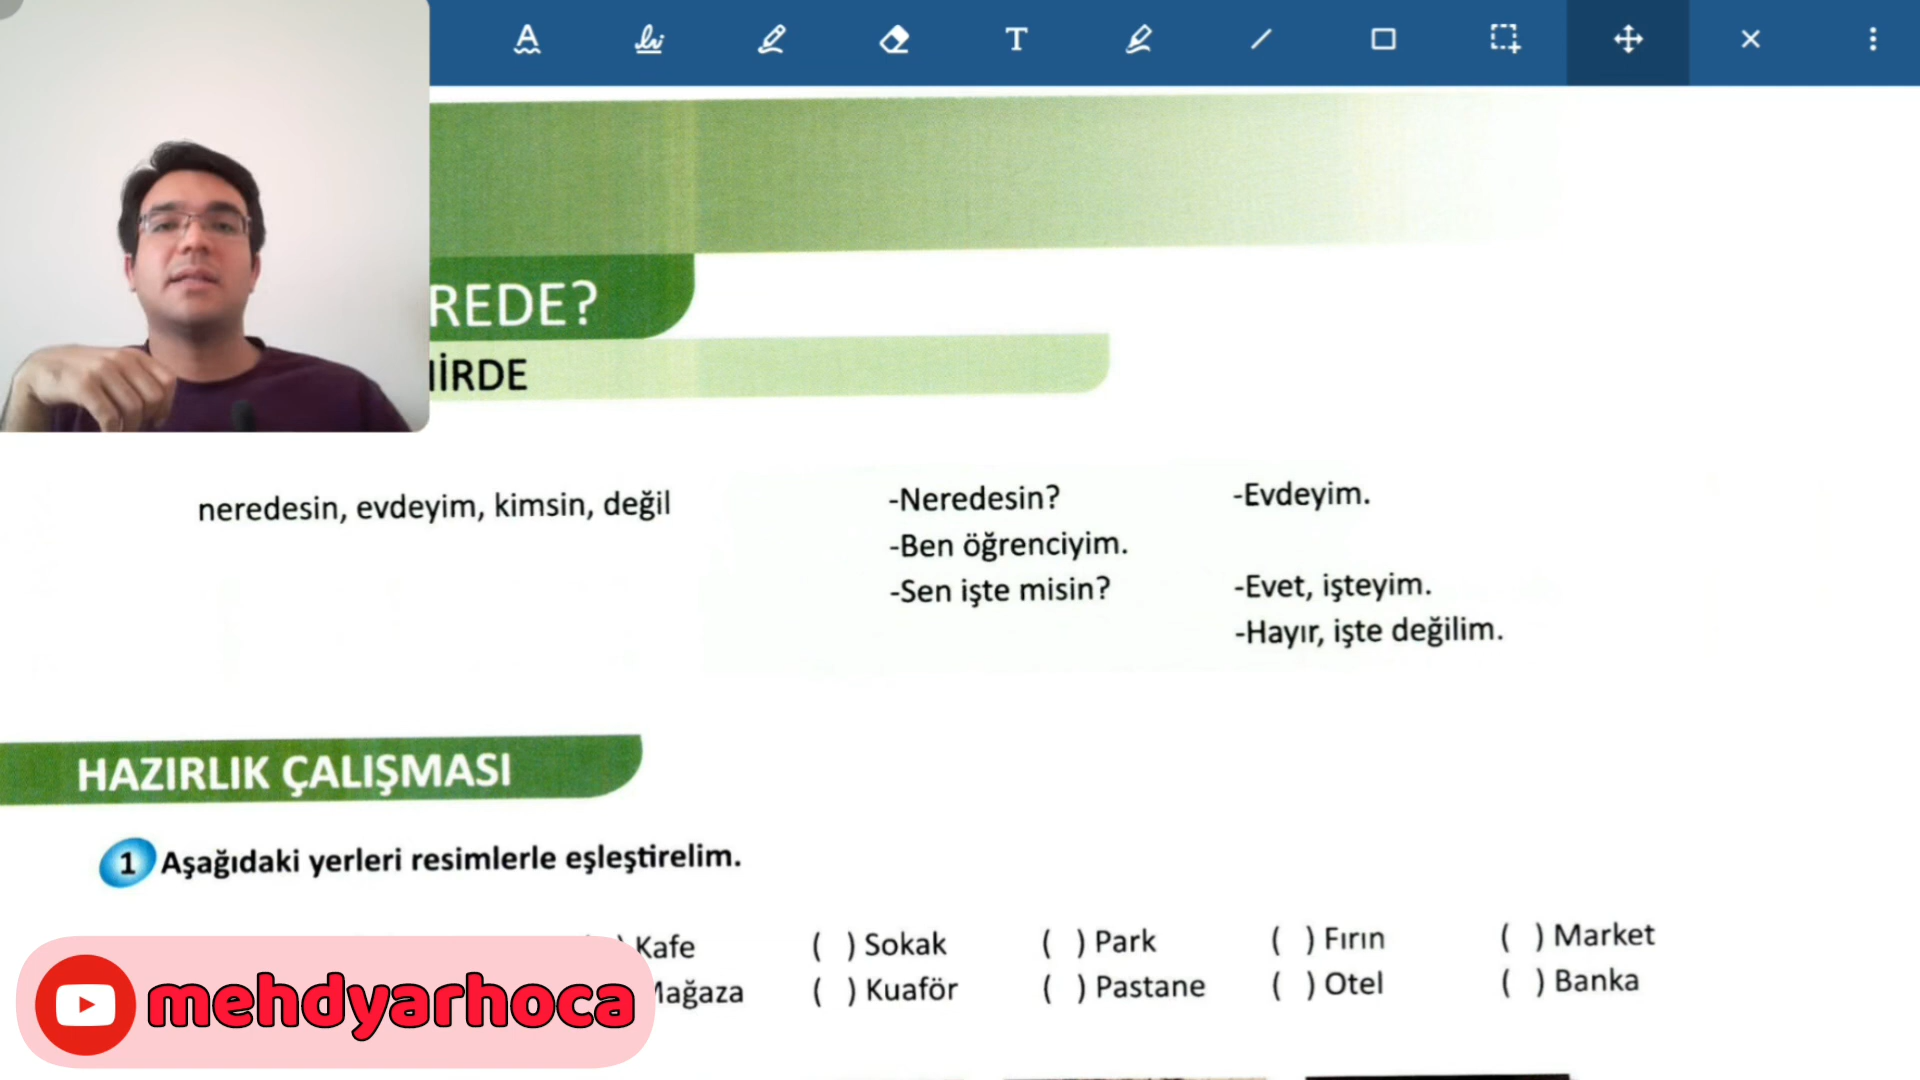 REDE?
İRDE
neredesin, evdeyim, kimsin, değil
-Neredesin? -Evdeyim.
-Ben öğrenciyim.
-Sen işte misin? -Evet, işteyim.
-Hayır, işte değilim.
HAZIRLIK ÇALIŞMASI
1 Aşağıdaki yerleri resimlerle eşleştirelim.
) Kafe ( ) Sokak ( ) Park ( ) Fırın ( ) Market
Mağaza ( ) Kuaför ( ) Pastane ( ) Otel ( ) Banka
mehdyarhoca